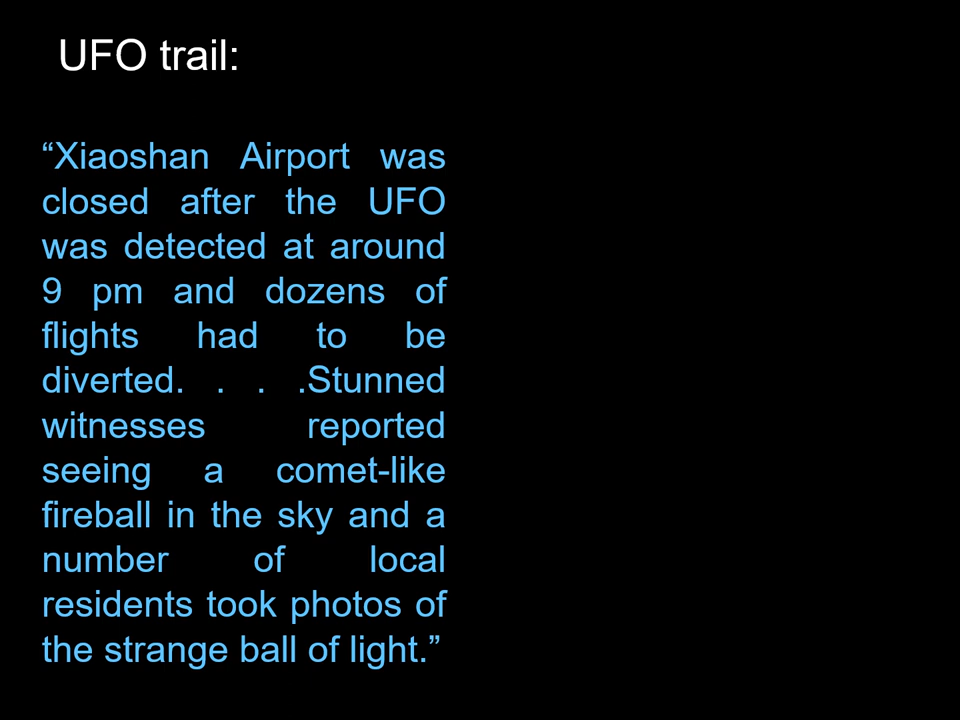 UFO trail:
“Xiaoshan Airport was
closed after the UFO
was detected at around
9 pm and dozens of
flights had to be
diverted. . . .Stunned
witnesses reported
seeing a comet-like
fireball in the sky and a
number of local
residents took photos of
the strange ball of light.”